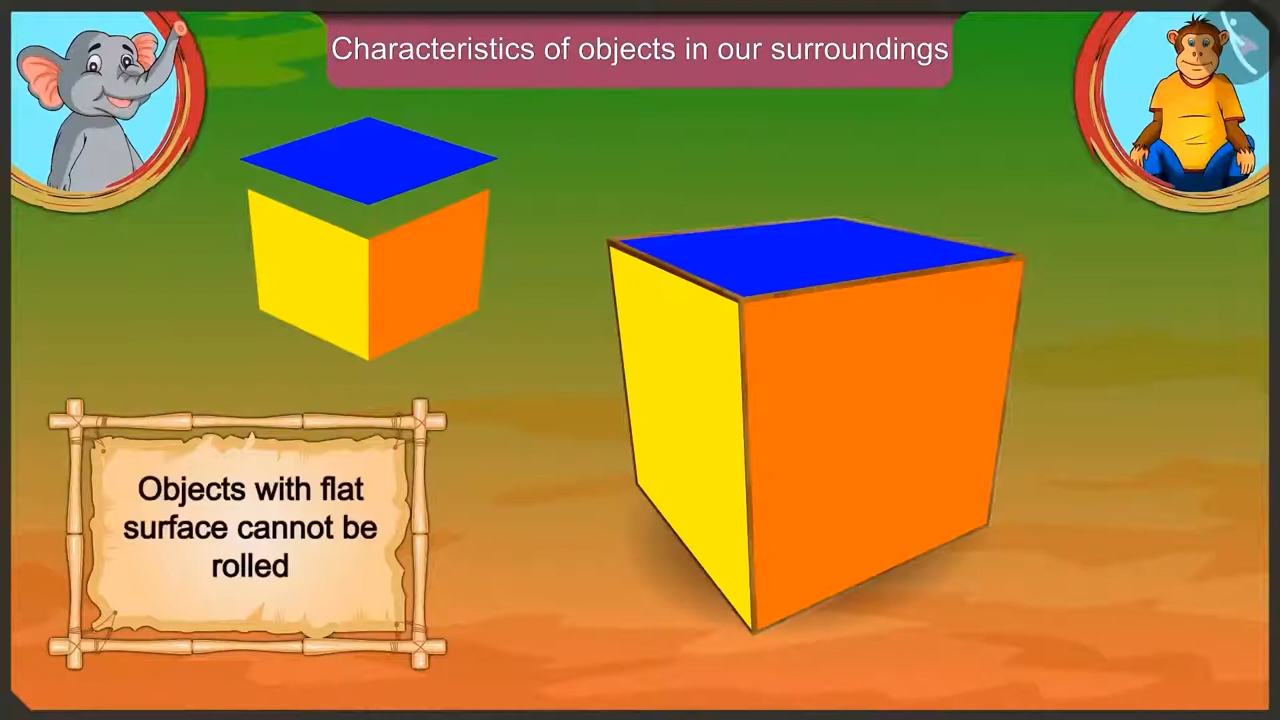 Characteristics of objects in our surroundings
Objects with flat
surface cannot be
rolled